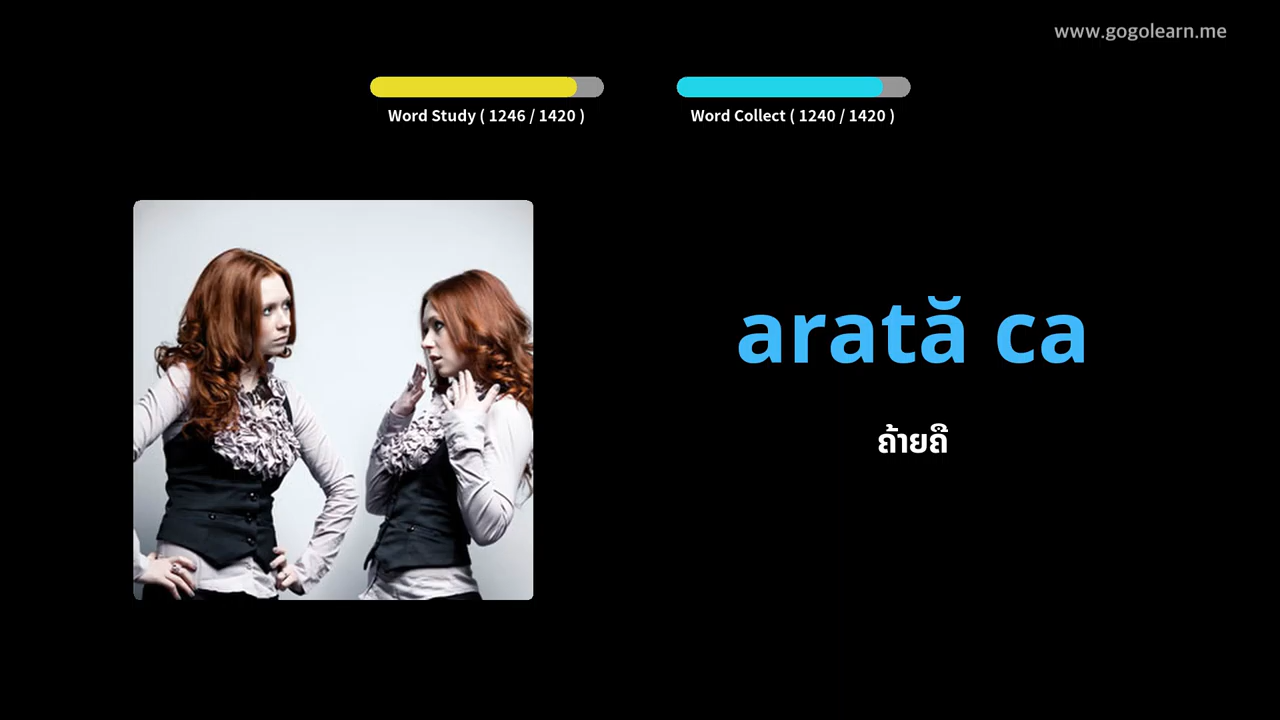 www.gogolearn.me
Word Study ( 1246 / 1420 )
Word Collect ( 1240 / 1420 )
arată ca
ຄ້າຍຄື